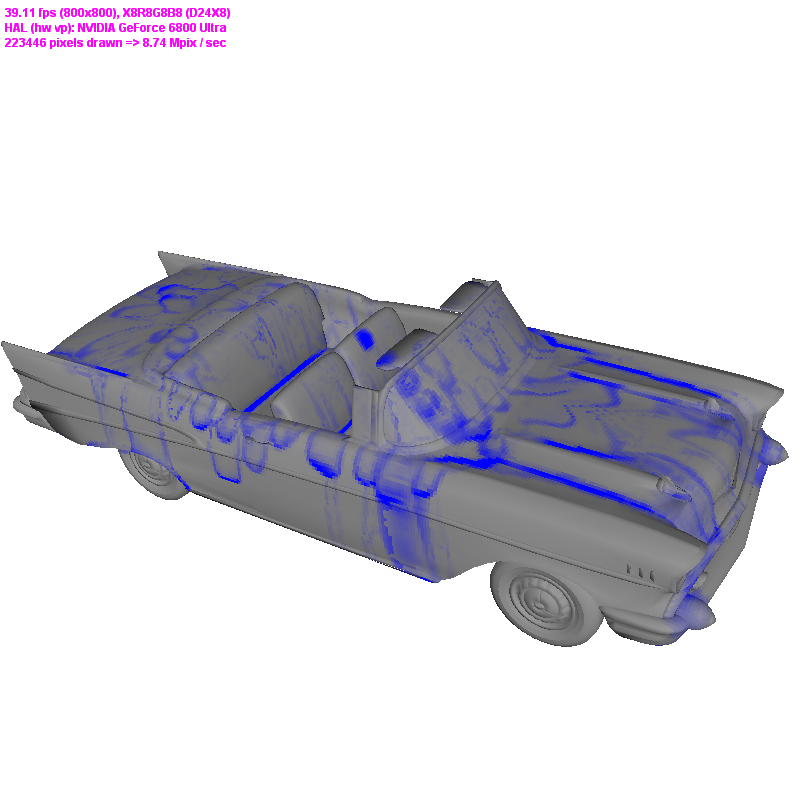 39.11 fps (800x800), X8R8G8B8 (D24X8)
HAL (hw vp): NVIDIA GeForce 6800 Ultra
223446 pixels drawn => 8.74 Mpix / sec